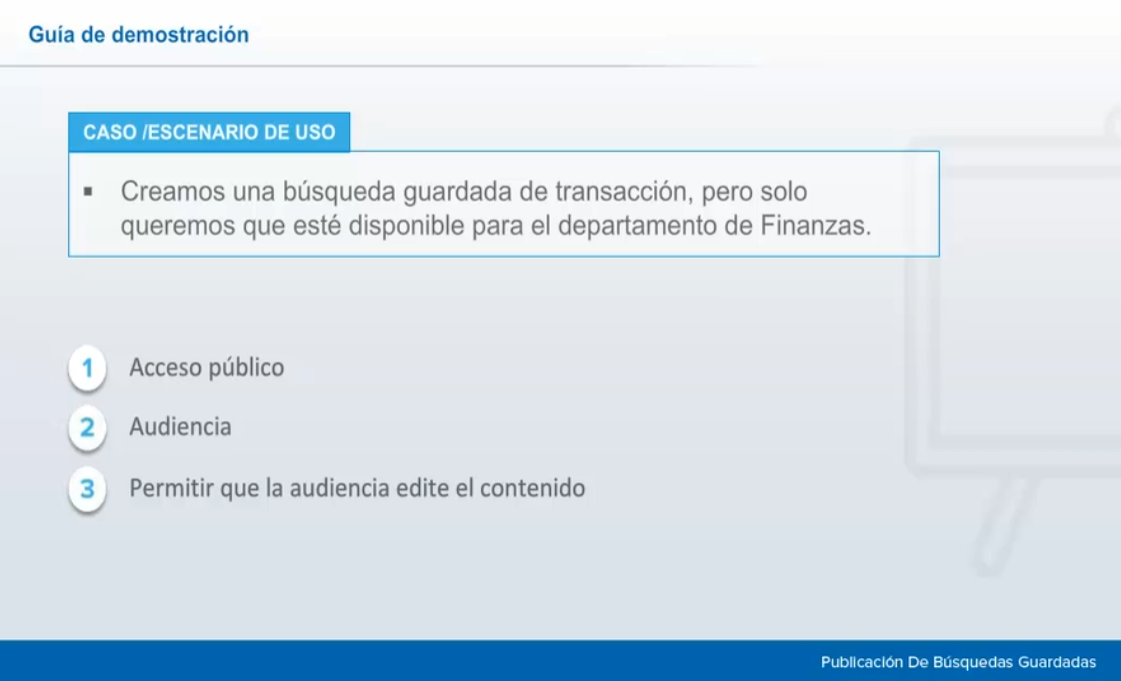 Guía de demostración
CASO /ESCENARIO DE USO
▪ Creamos una búsqueda guardada de transacción, pero solo
queremos que esté disponible para el departamento de Finanzas.
1 Acceso público
2 Audiencia
3 Permitir que la audiencia edite el contenido
Publicación De Búsquedas Guardadas